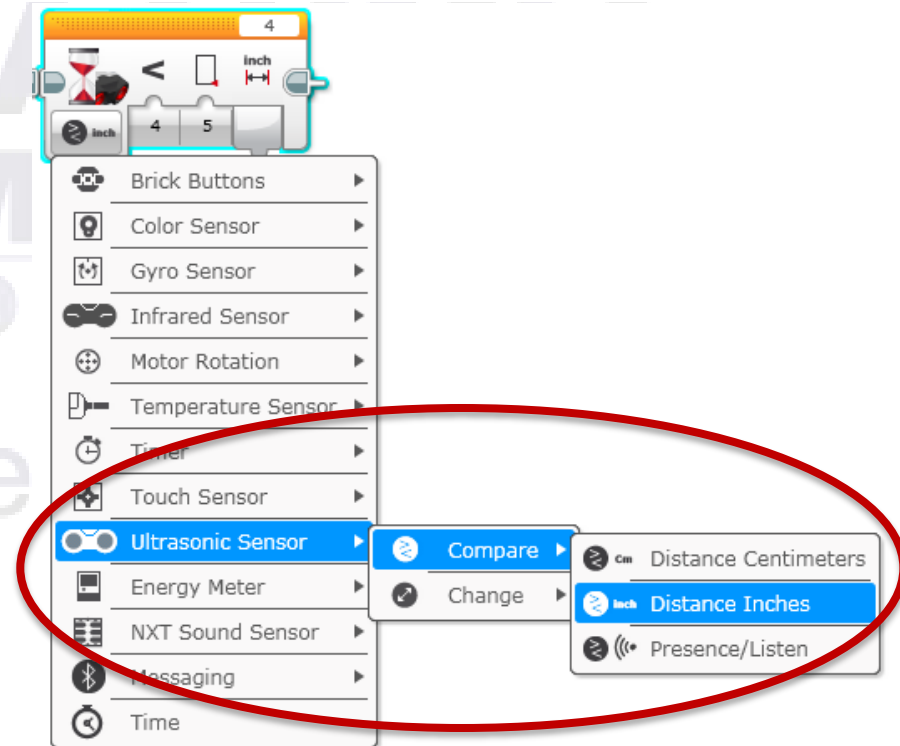 4
< inch
inch 4 5
Brick Buttons
Color Sensor
Gyro Sensor
Infrared Sensor
Motor Rotation
Temperature Sensor
Timer
Touch Sensor
Ultrasonic Sensor
Compare
Cm Distance Centimeters
Energy Meter
Change
inch Distance Inches
NXT Sound Sensor
Presence/Listen
Messaging
Time